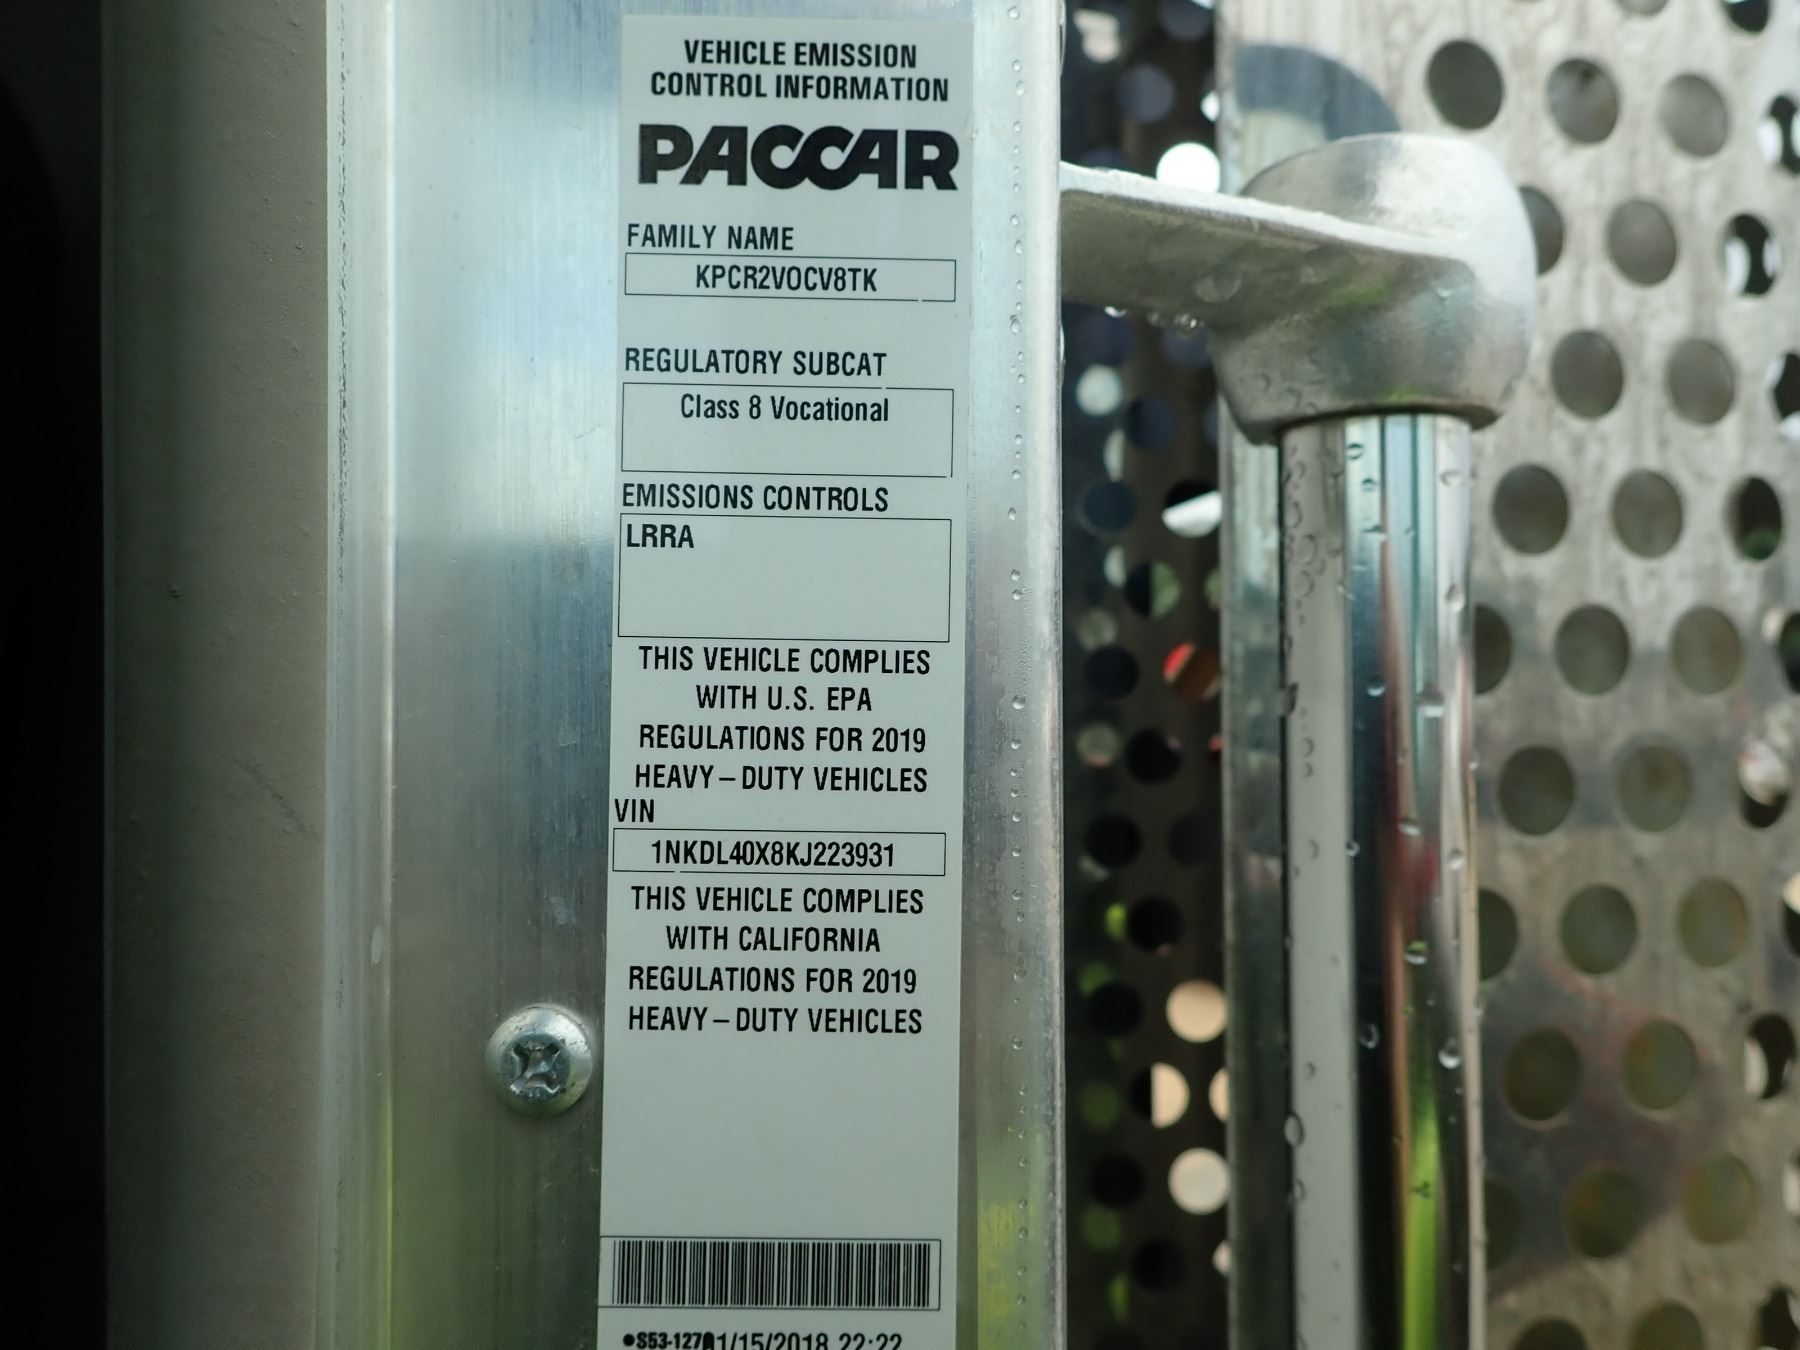 VEHICLE EMISSION
CONTROL INFORMATION
PACCAR
FAMILY NAME
KPCR2VOCV8TK
REGULATORY SUBCAT
Class 8 Vocational
EMISSIONS CONTROLS
LRRA
THIS VEHICLE COMPLIES
WITH U.S. EPA
REGULATIONS FOR 2019
HEAVY–DUTY VEHICLES
VIN
1NKDL40X8KJ223931
THIS VEHICLE COMPLIES
WITH CALIFORNIA
REGULATIONS FOR 2019
HEAVY–DUTY VEHICLES
22:22